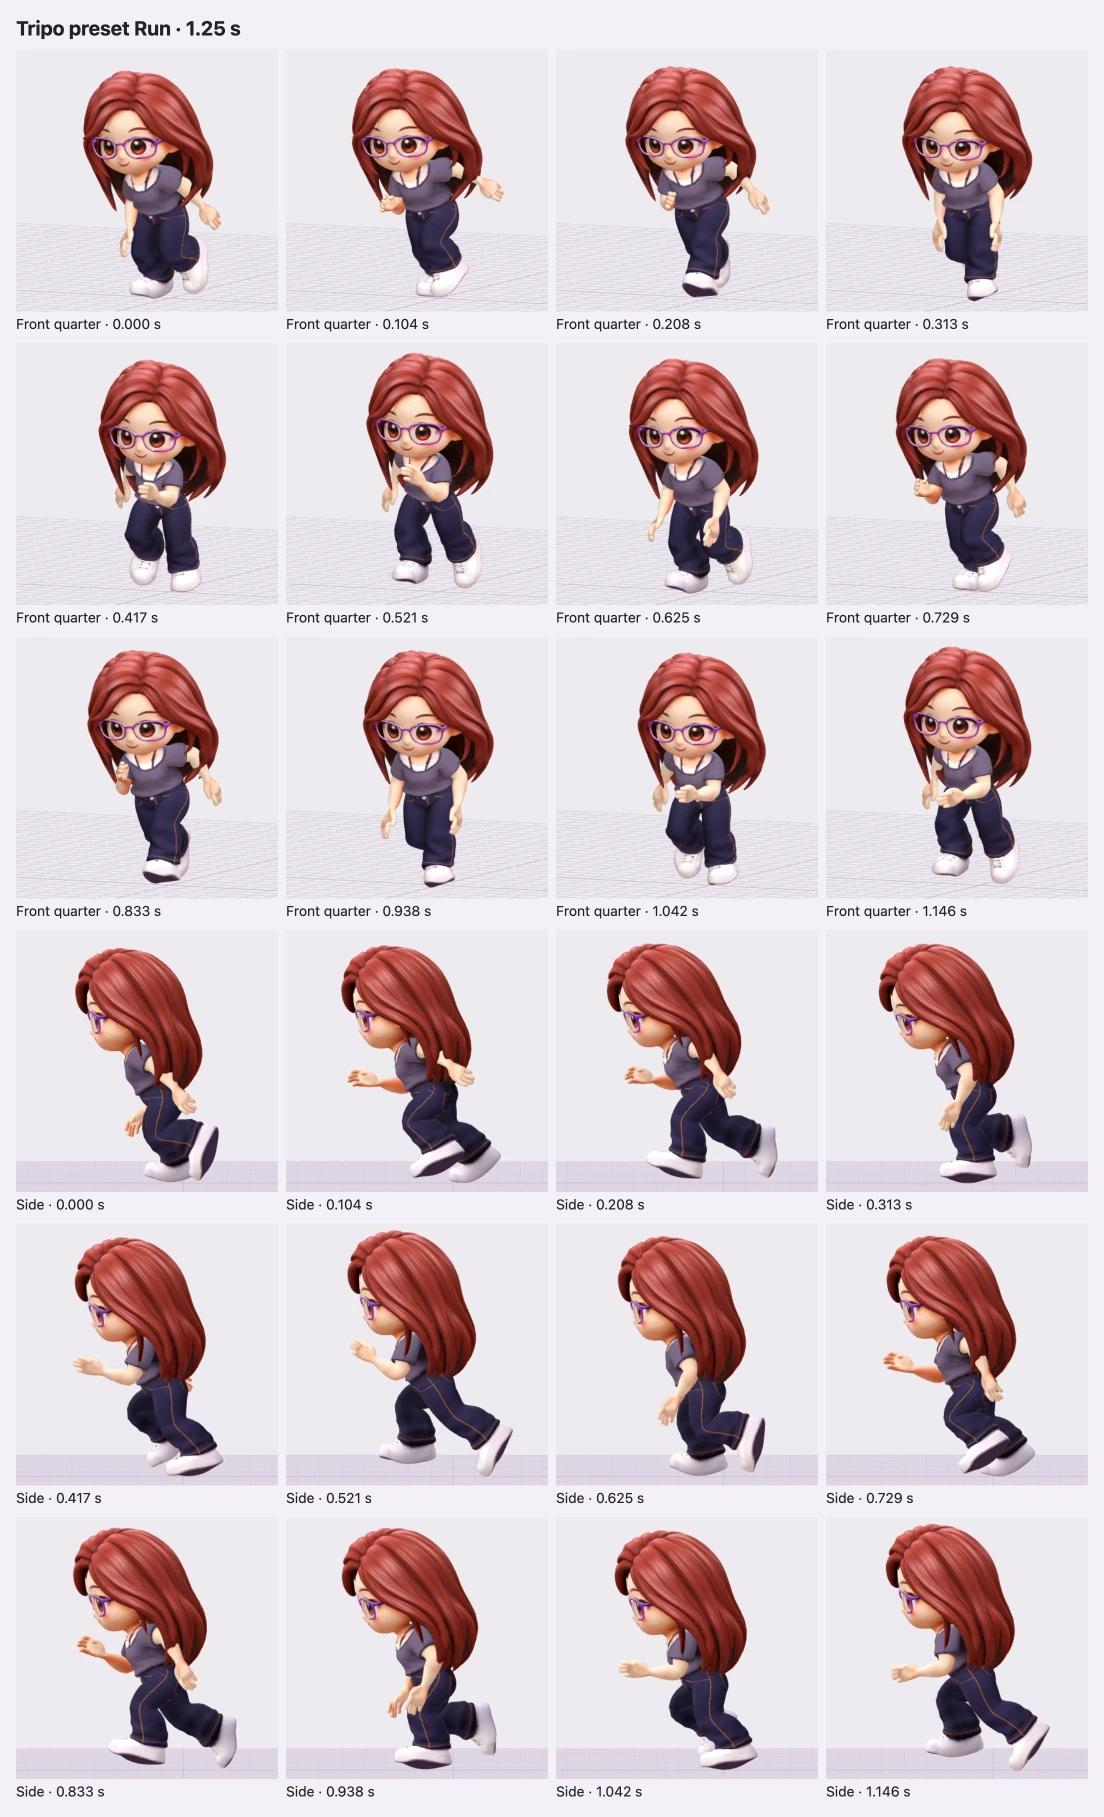 Tripo preset Run · 1.25 s
Front quarter · 0.000 s
Front quarter · 0.104 s
Front quarter · 0.208 s
Front quarter · 0.313 s
Front quarter · 0.417 s
Front quarter · 0.521 s
Front quarter · 0.625 s
Front quarter · 0.729 s
Front quarter · 0.833 s
Front quarter · 0.938 s
Front quarter · 1.042 s
Front quarter · 1.146 s
Side · 0.000 s
Side · 0.104 s
Side · 0.208 s
Side · 0.313 s
Side · 0.417 s
Side · 0.521 s
Side · 0.625 s
Side · 0.729 s
Side · 0.833 s
Side · 0.938 s
Side · 1.042 s
Side · 1.146 s